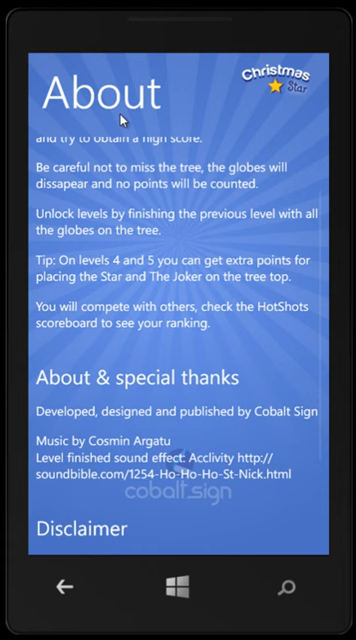 Christmas
Star
About
and try to obtain a high score.
Be careful not to miss the tree, the globes will
dissapear and no points will be counted.
Unlock levels by finishing the previous level with all
the globes on the tree.
Tip: On levels 4 and 5 you can get extra points for
placing the Star and The Joker on the tree top.
You will compete with others, check the HotShots
scoreboard to see your ranking.
About & special thanks
Developed, designed and published by Cobalt Sign
Music by Cosmin Argatu
Level finished sound effect: Acclivity http://
soundbible.com/1254-Ho-Ho-Ho-St-Nick.html
cobalt.sign
Disclaimer